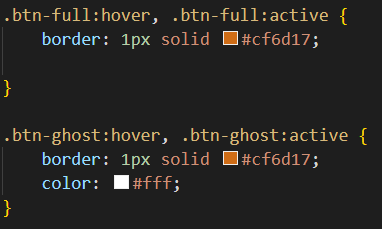 .btn-full:hover, .btn-full:active {
    border: 1px solid #cf6d17;
}
.btn-ghost:hover, .btn-ghost:active {
    border: 1px solid #cf6d17;
    color: #fff;
}